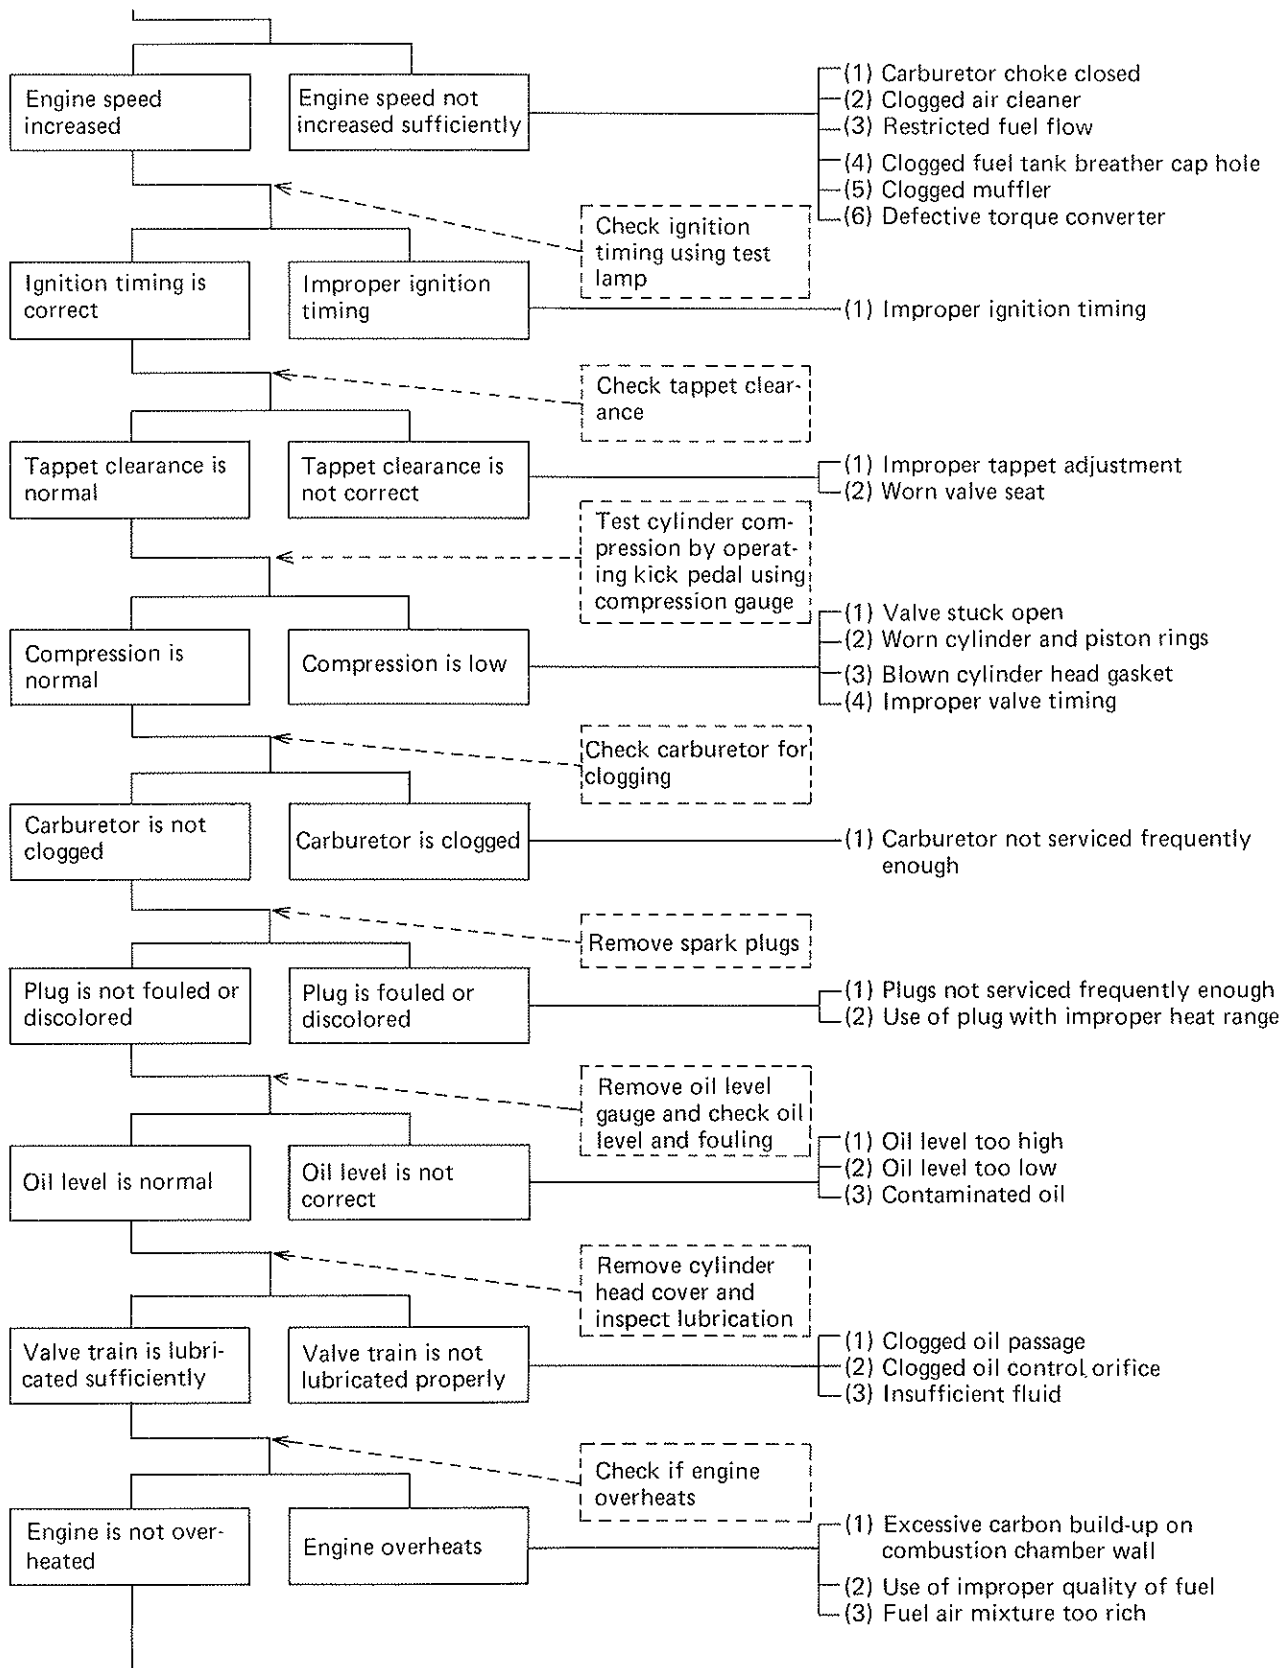 Engine speed
increased
Engine speed not
increased sufficiently
(1) Carburetor choke closed
(2) Clogged air cleaner
(3) Restricted fuel flow
(4) Clogged fuel tank breather cap hole
(5) Clogged muffler
(6) Defective torque converter
Check ignition
timing using test
lamp
Ignition timing is
correct
Improper ignition
timing
(1) Improper ignition timing
Check tappet clear-
ance
Tappet clearance is
normal
Tappet clearance is
not correct
(1) Improper tappet adjustment
(2) Worn valve seat
Test cylinder com-
pression by operat-
ing kick pedal using
compression gauge
Compression is
normal
Compression is low
(1) Valve stuck open
(2) Worn cylinder and piston rings
(3) Blown cylinder head gasket
(4) Improper valve timing
Check carburetor for
clogging
Carburetor is not
clogged
Carburetor is clogged
(1) Carburetor not serviced frequently
enough
Remove spark plugs
Plug is not fouled or
discolored
Plug is fouled or
discolored
(1) Plugs not serviced frequently enough
(2) Use of plug with improper heat range
Remove oil level
gauge and check oil
level and fouling
Oil level is normal
Oil level is not
correct
(1) Oil level too high
(2) Oil level too low
(3) Contaminated oil
Remove cylinder
head cover and
inspect lubrication
Valve train is lubri-
cated sufficiently
Valve train is not
lubricated properly
(1) Clogged oil passage
(2) Clogged oil control orifice
(3) Insufficient fluid
Check if engine
overheats
Engine is not over-
heated
Engine overheats
(1) Excessive carbon build-up on
combustion chamber wall
(2) Use of improper quality of fuel
(3) Fuel air mixture too rich